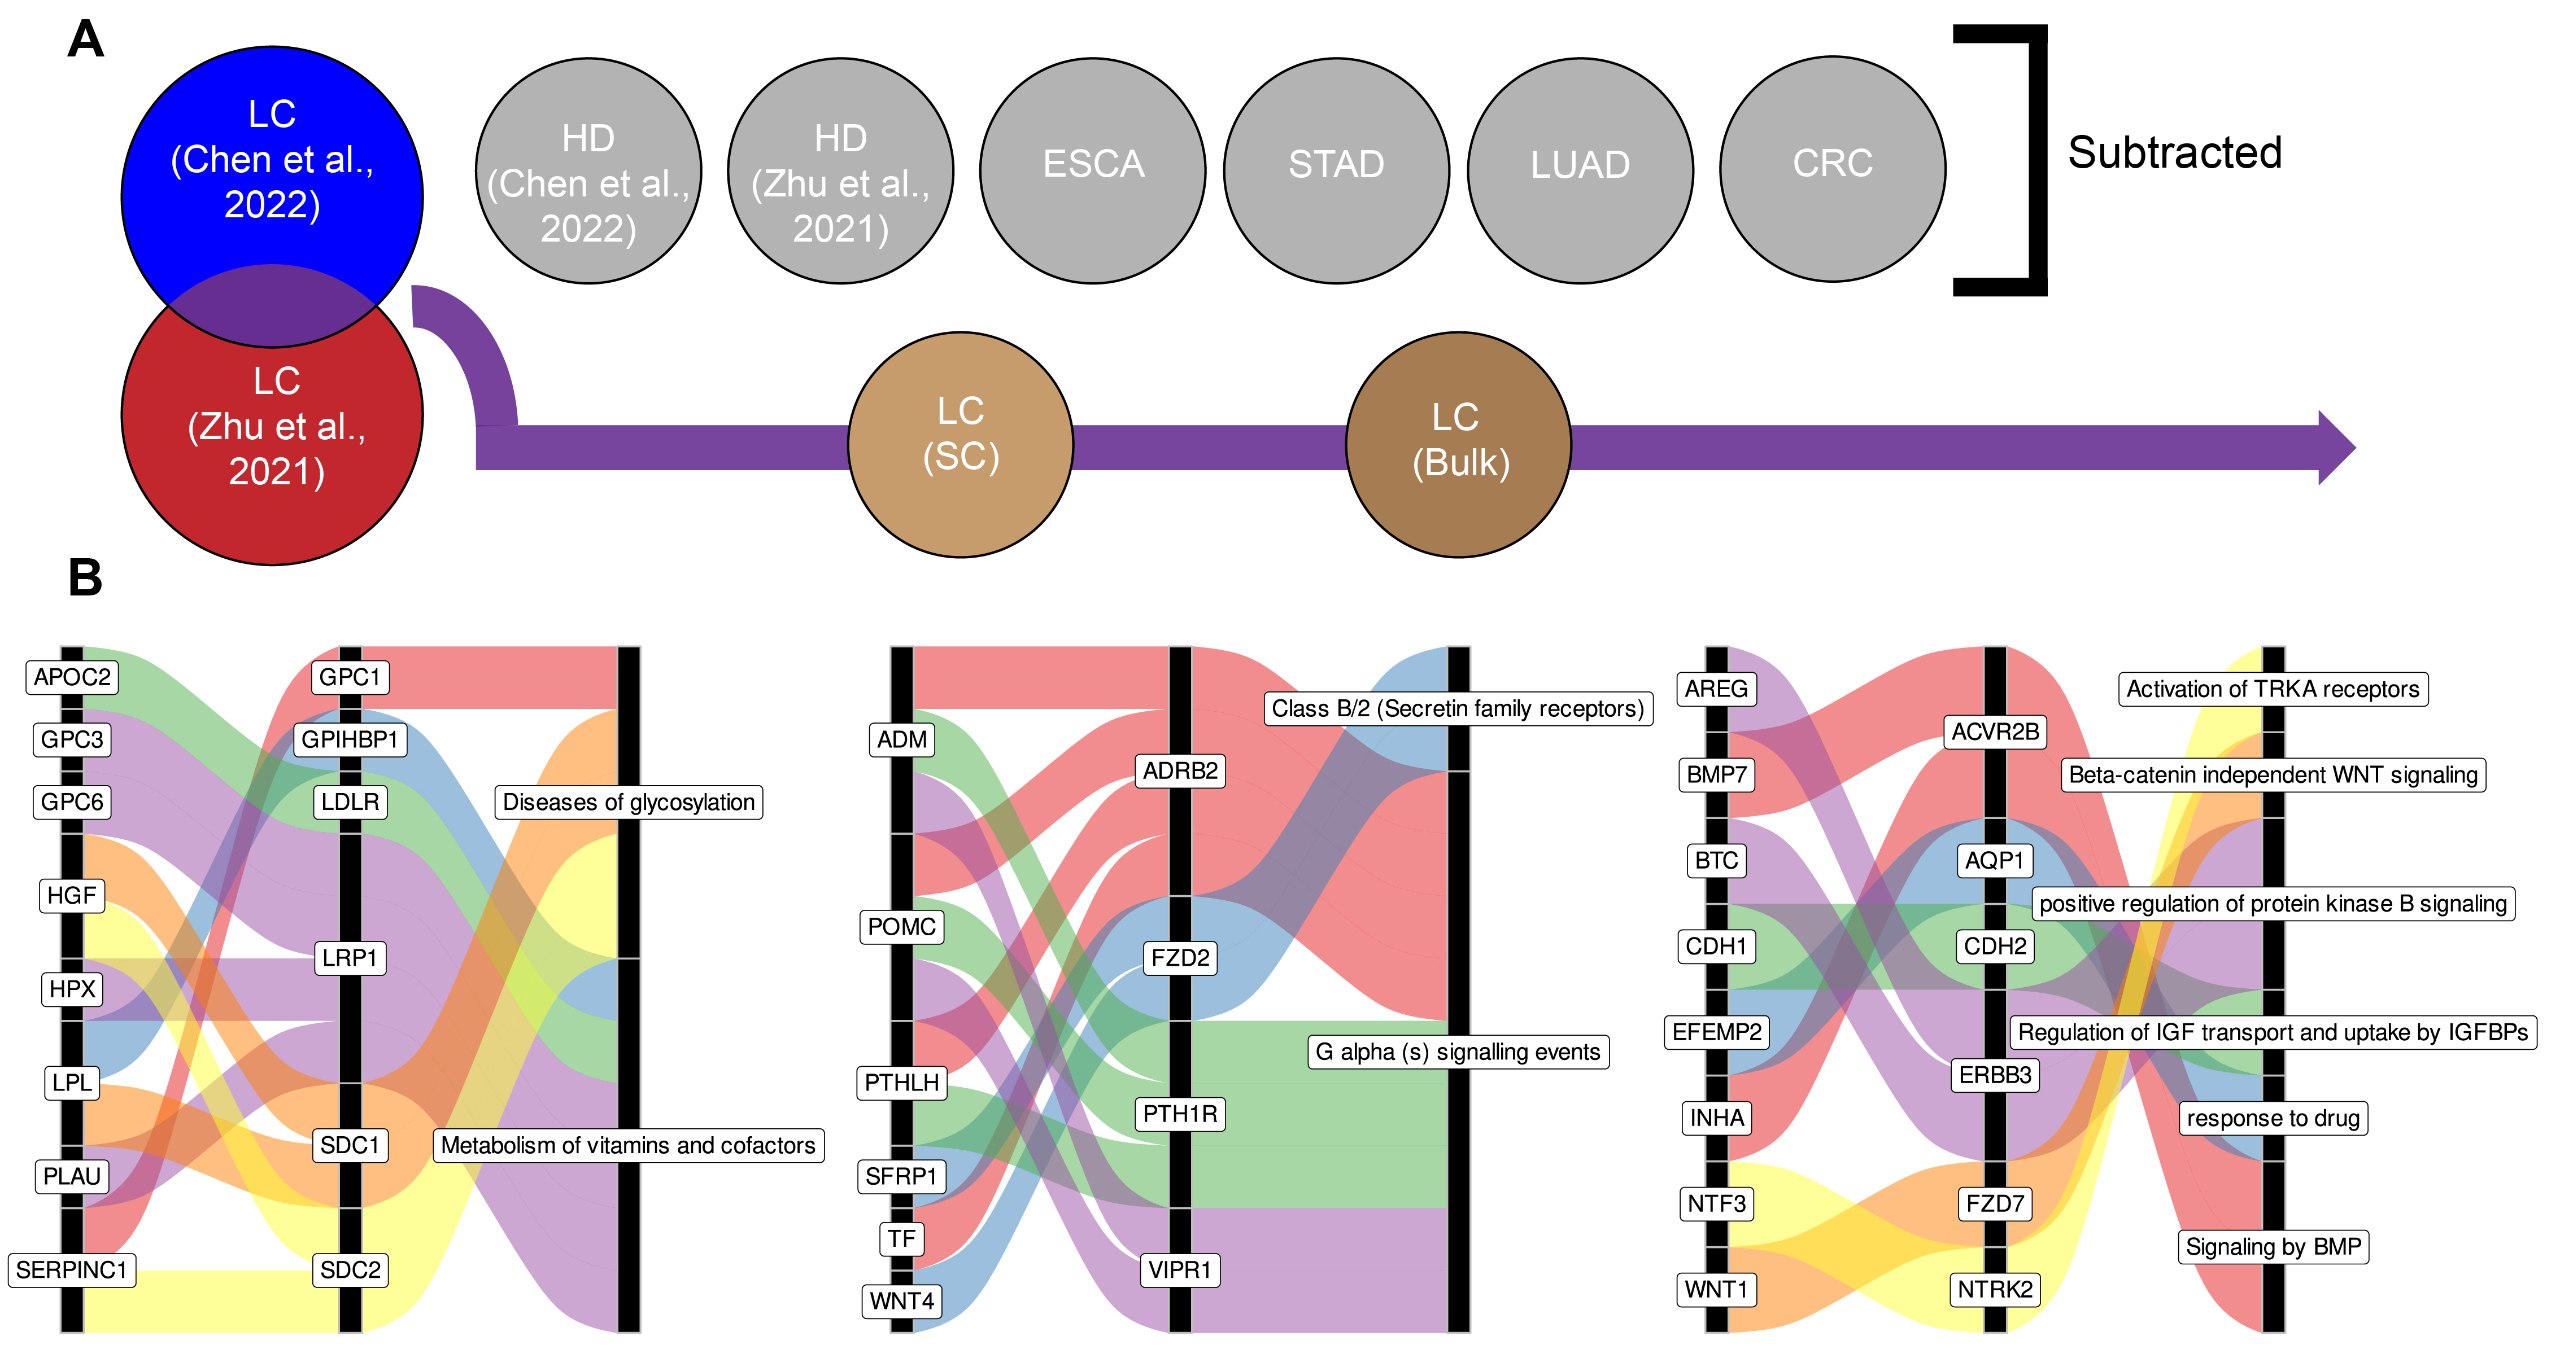 A
LC
(Chen et al.,
2022)
HD
(Chen et al.,
2022)
HD
(Zhu et al.,
2021)
ESCA
STAD
LUAD
CRC
Subtracted
LC
(Zhu et al.,
2021)
LC
(SC)
LC
(Bulk)
B
APOC2
GPC3
GPC6
HGF
HPX
LPL
PLAU
SERPINC1
GPC1
GPIHBP1
LDLR
LRP1
SDC1
SDC2
Diseases of glycosylation
Metabolism of vitamins and cofactors
ADM
POMC
PTHLH
SFRP1
TF
WNT4
ADRB2
FZD2
PTH1R
VIPR1
Class B/2 (Secretin family receptors)
G alpha (s) signalling events
AREG
BMP7
BTC
CDH1
EFEMP2
INHA
NTF3
WNT1
ACVR2B
AQP1
CDH2
ERBB3
FZD7
NTRK2
Activation of TRKA receptors
Beta-catenin independent WNT signaling
positive regulation of protein kinase B signaling
Regulation of IGF transport and uptake by IGFBPs
response to drug
Signaling by BMP